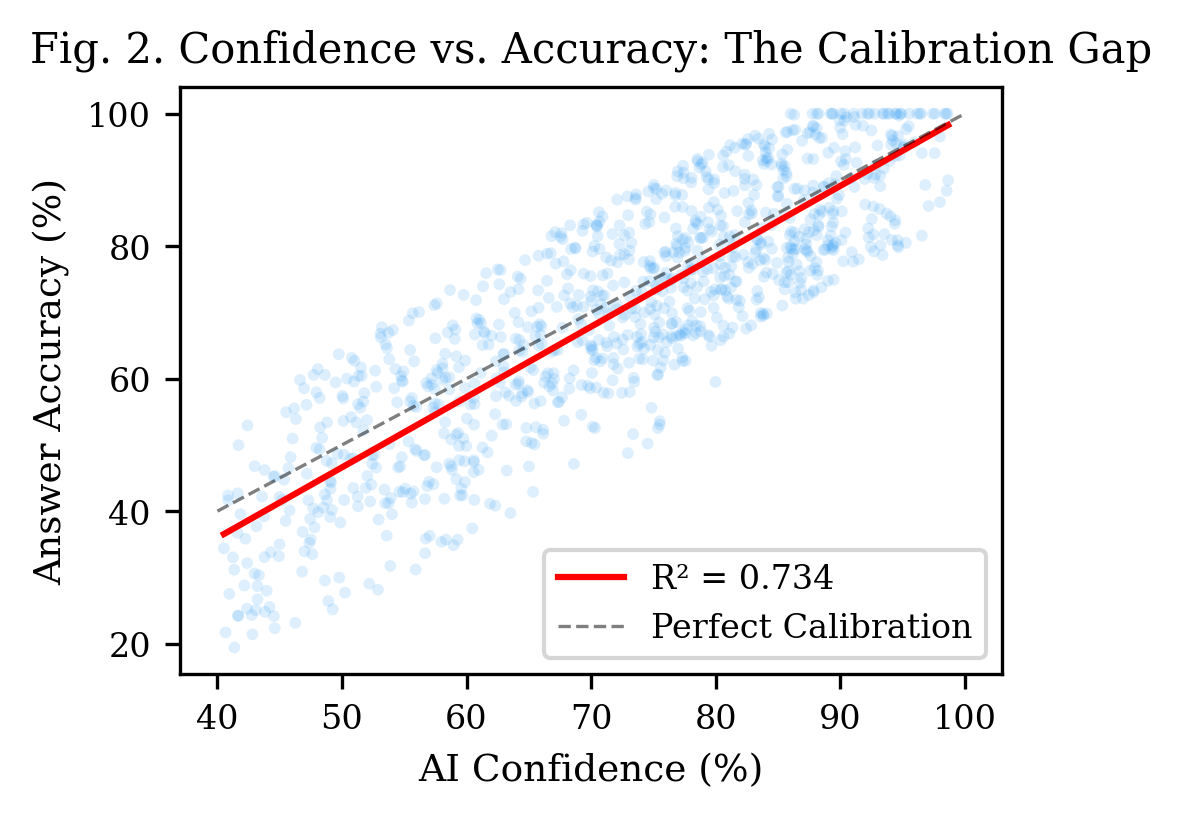 Fig. 2. Confidence vs. Accuracy: The Calibration Gap
Answer Accuracy (%)
100
80
60
40
20
R² = 0.734
Perfect Calibration
40 50 60 70 80 90 100
AI Confidence (%)